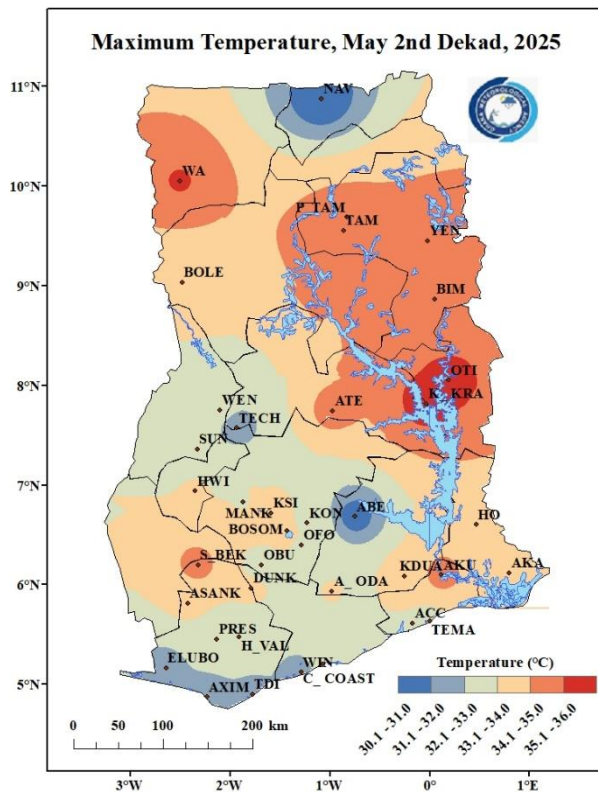 Maximum Temperature, May 2nd Dekad, 2025
11°N
NAV
10°N
WA
P_TAM
TAM
YEN
9°N
BOLE
BIM
8°N
OTI
K_KRA
WEN
ATE
TECH
SUN
7°N
HWI
MANK
KSI
KON
ABE
BOSOM
OFO
HO
S_BEK
OBU
KDUA
AKU
AKA
6°N
DUNK
A_ODA
ASANK
ACC
TEMA
PRES
H_VAL
ELUBO
WIN
C_COAST
5°N
AXIM
TDI
Temperature (°C)
30.1 -31.0
31.1 -32.0
32.1 -33.0
33.1 -34.0
34.1 -35.0
35.1 -36.0
0 50 100 200 km
3°W 2°W 1°W 0° 1°E